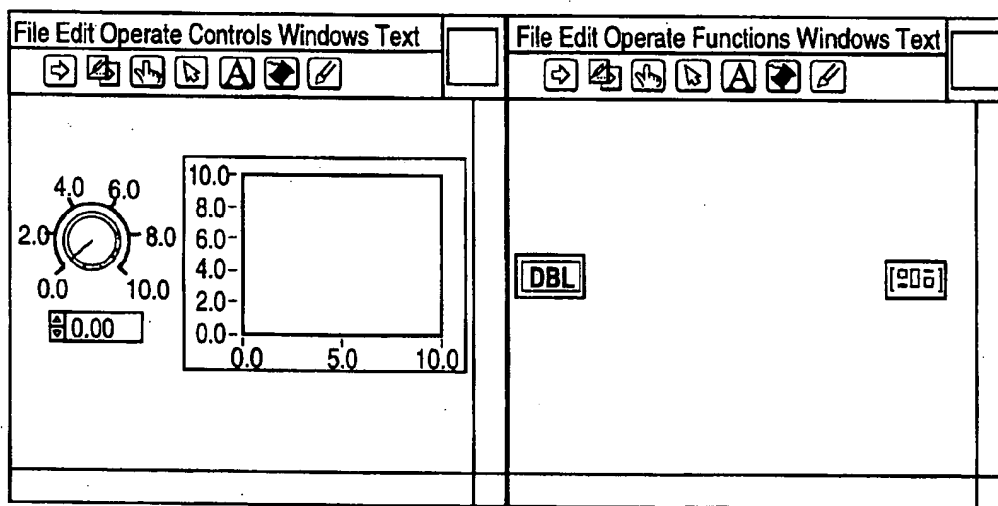 File Edit Operate Controls Windows Text
A
4.0 6.0
2.0 8.0
0.0 10.0
0.00
10.0
8.0
6.0
4.0
2.0
0.0
0.0 5.0 10.0
File Edit Operate Functions Windows Text
A
DBL